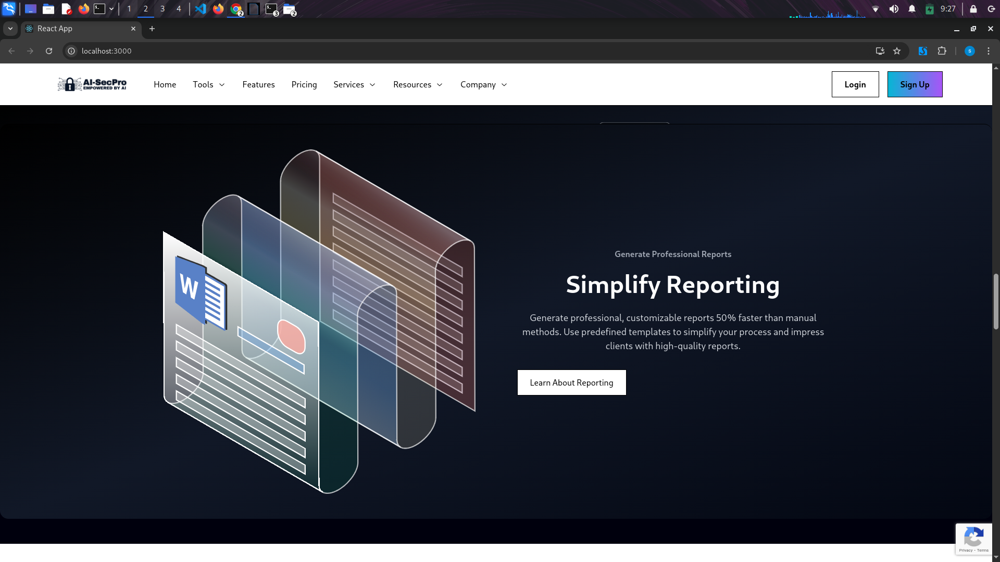 1 2 3 4
2
3
2
9:27
React App
localhost:3000
S
AI-SecPro
EMPOWERED BY AI
Home
Tools
Features
Pricing
Services
Resources
Company
Login
Sign Up
W
Generate Professional Reports
Simplify Reporting
Generate professional, customizable reports 50% faster than manual
methods. Use predefined templates to simplify your process and impress
clients with high-quality reports.
Learn About Reporting
Privacy - Terms